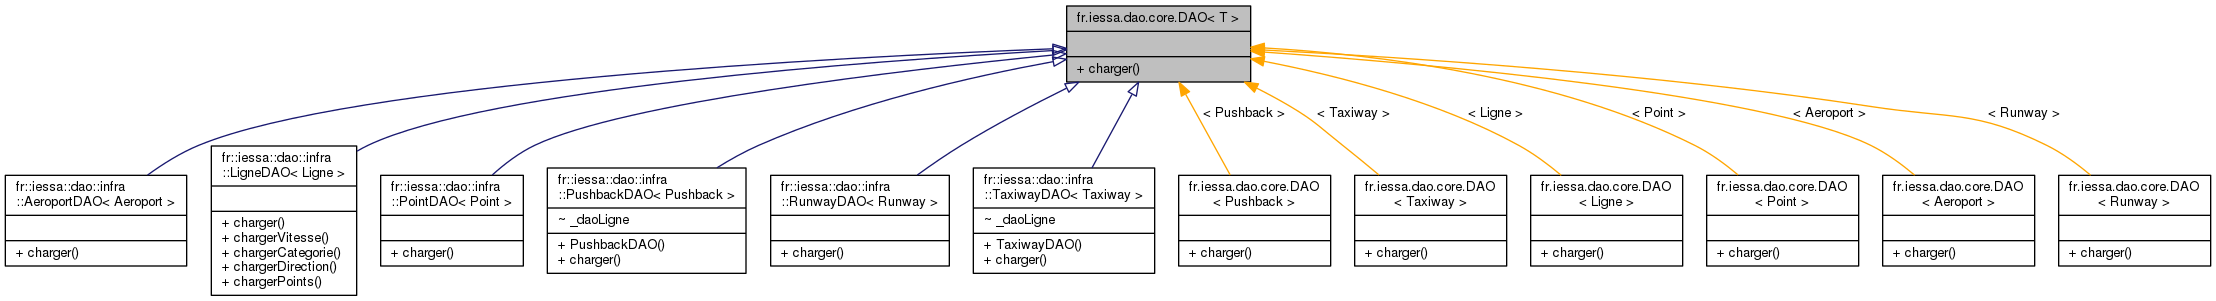 fr.iessa.dao.core.DAO< T >
+ charger()
< Pushback >
< Taxiway >
< Ligne >
< Point >
< Aeroport >
< Runway >
fr::iessa::dao::infra
::AeroportDAO< Aeroport >
+ charger()
fr::iessa::dao::infra
::LigneDAO< Ligne >
+ charger()
+ chargerVitesse()
+ chargerCategorie()
+ chargerDirection()
+ chargerPoints()
fr::iessa::dao::infra
::PointDAO< Point >
+ charger()
fr::iessa::dao::infra
::PushbackDAO< Pushback >
~ _daoLigne
+ PushbackDAO()
+ charger()
fr::iessa::dao::infra
::RunwayDAO< Runway >
+ charger()
fr::iessa::dao::infra
::TaxiwayDAO< Taxiway >
~ _daoLigne
+ TaxiwayDAO()
+ charger()
fr.iessa.dao.core.DAO
< Pushback >
+ charger()
fr.iessa.dao.core.DAO
< Taxiway >
+ charger()
fr.iessa.dao.core.DAO
< Ligne >
+ charger()
fr.iessa.dao.core.DAO
< Point >
+ charger()
fr.iessa.dao.core.DAO
< Aeroport >
+ charger()
fr.iessa.dao.core.DAO
< Runway >
+ charger()